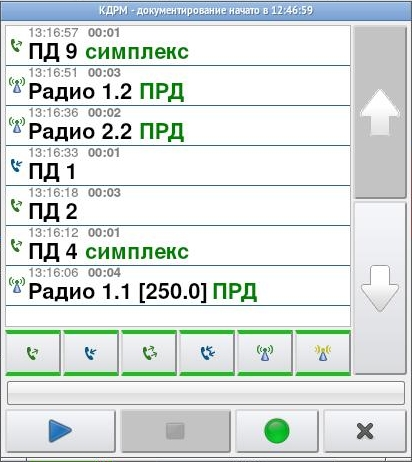 КДРМ - документирование начато в 12:46:59
13:16:57 00:01
ПД 9 симплекс
13:16:51 00:03
Радио 1.2 ПРД
13:16:36 00:02
Радио 2.2 ПРД
13:16:33 00:01
ПД 1
13:16:18 00:03
ПД 2
13:16:12 00:01
ПД 4 симплекс
13:16:06 00:04
Радио 1.1 [250.0] ПРД